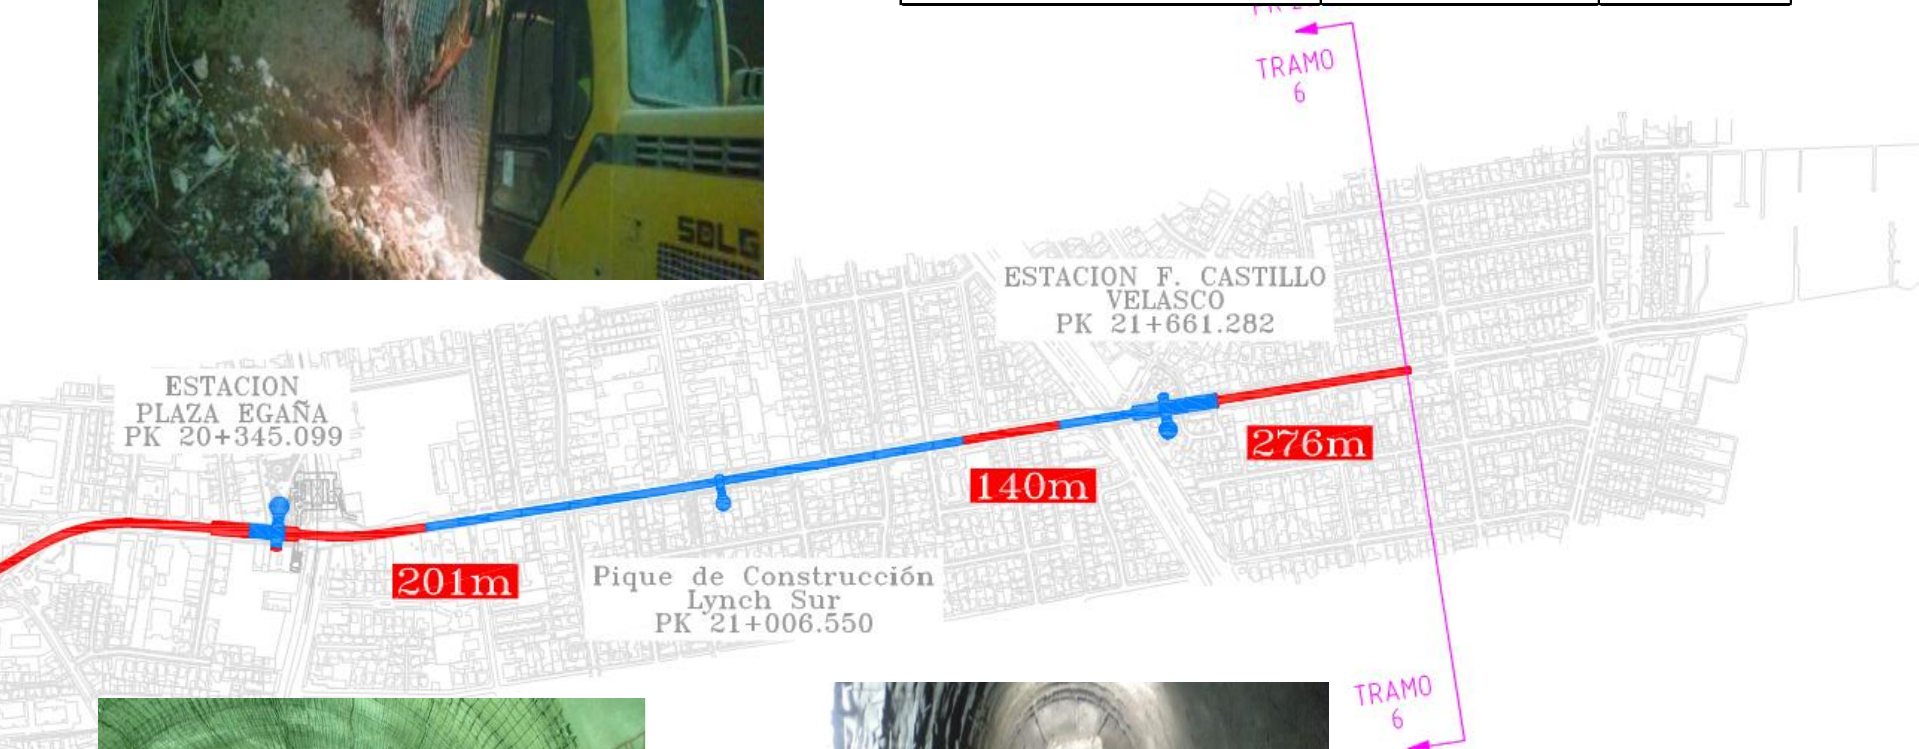 TRAMO
6
SDLG
ESTACION F. CASTILLO
VELASCO
PK 21+661.282
ESTACION
PLAZA EGAÑA
PK 20+345.099
276m
140m
201m
Pique de Construcción
Lynch Sur
PK 21+006.550
TRAMO
6